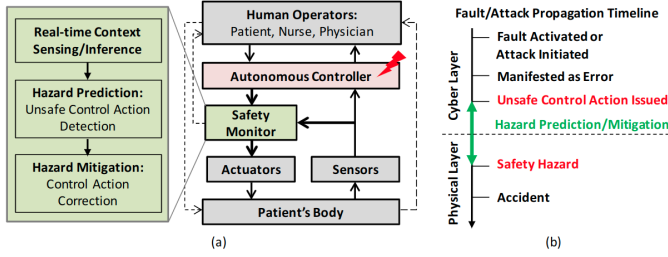 Real-time Context
Sensing/Inference
Hazard Prediction:
Unsafe Control Action
Detection
Hazard Mitigation:
Control Action
Correction
Human Operators:
Patient, Nurse, Physician
Autonomous Controller
Safety
Monitor
Actuators
Sensors
Patient's Body
(a)
Fault/Attack Propagation Timeline
Cyber Layer
Physical Layer
Fault Activated or
Attack Initiated
Manifested as Error
Unsafe Control Action Issued
Hazard Prediction/Mitigation
Safety Hazard
Accident
(b)